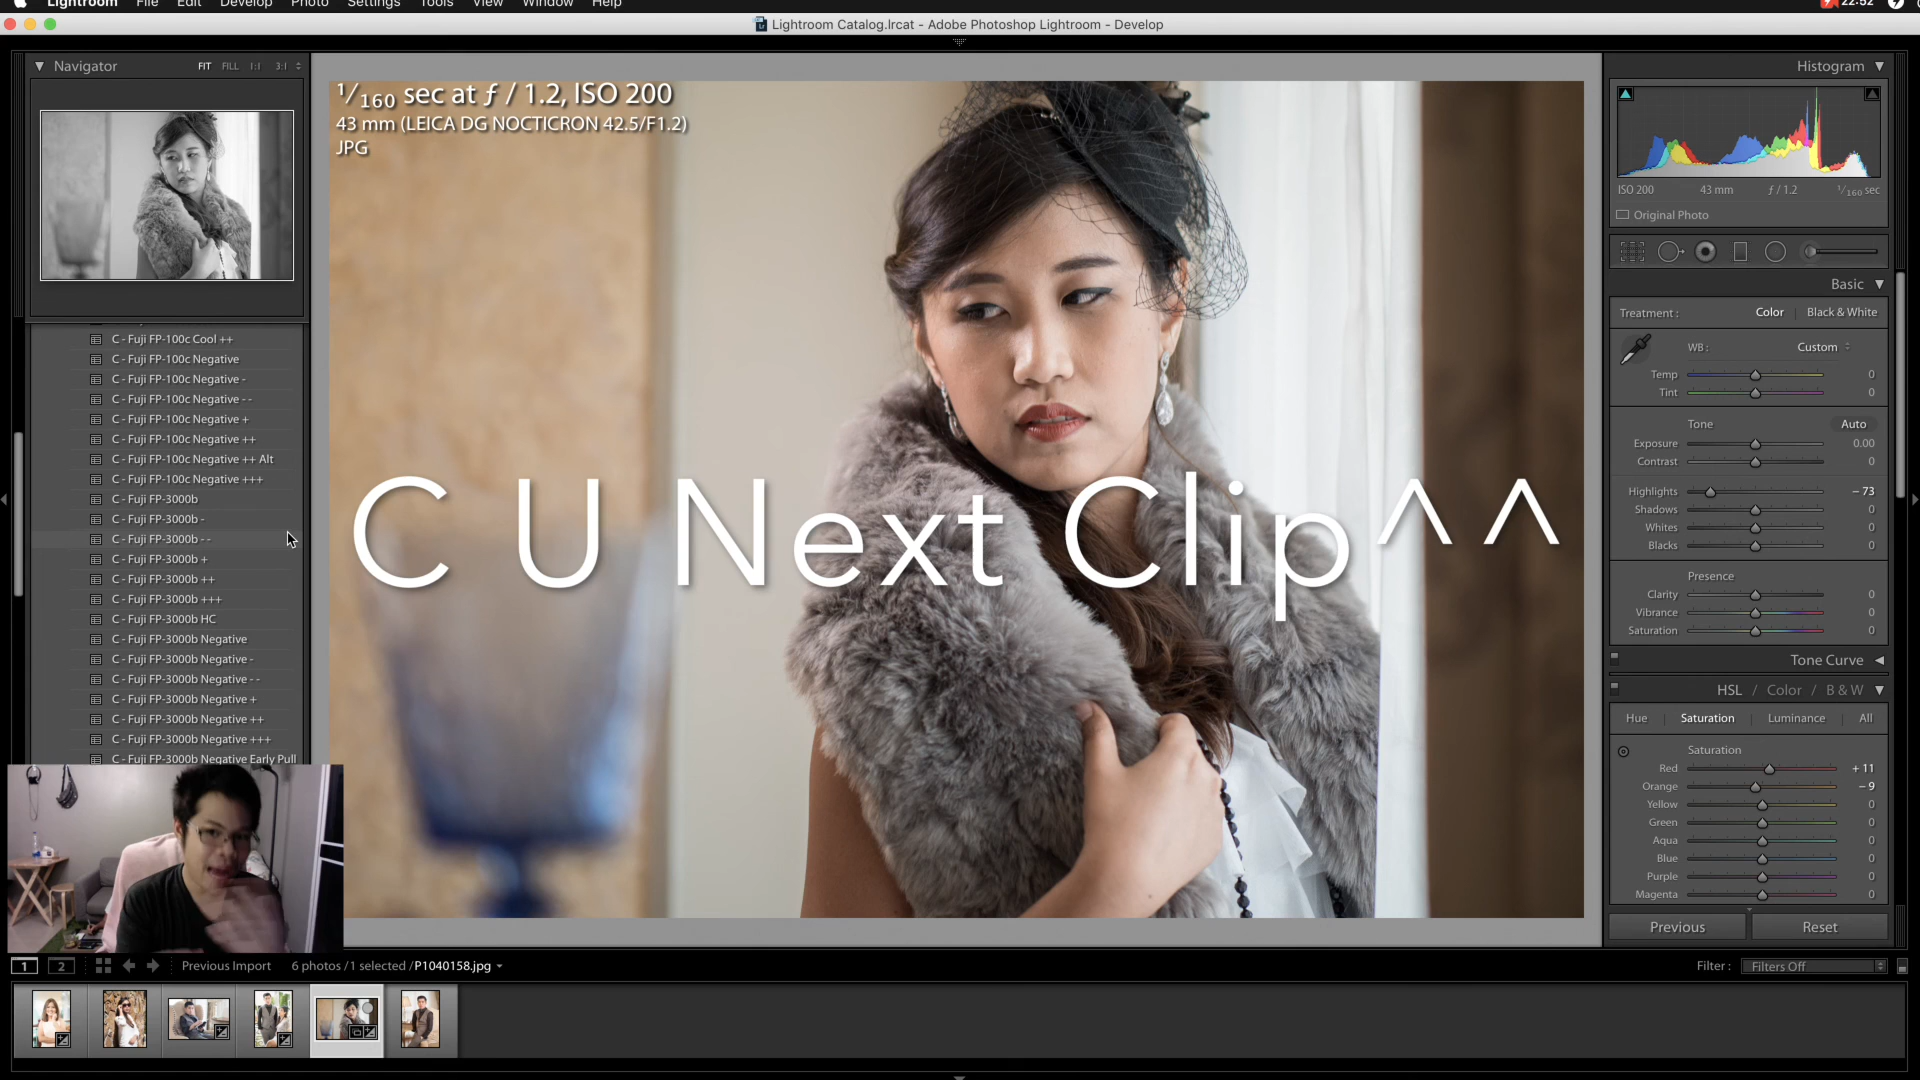 Lightroom File Edit Develop Photo Settings Tools View Window Help
22:52
Lightroom Catalog.lrcat - Adobe Photoshop Lightroom - Develop
Navigator FIT FILL 1:1 3:1
C - Fuji FP-100c Cool ++
C - Fuji FP-100c Negative
C - Fuji FP-100c Negative -
C - Fuji FP-100c Negative - -
C - Fuji FP-100c Negative +
C - Fuji FP-100c Negative ++
C - Fuji FP-100c Negative ++ Alt
C - Fuji FP-100c Negative +++
C - Fuji FP-3000b
C - Fuji FP-3000b -
C - Fuji FP-3000b - -
C - Fuji FP-3000b +
C - Fuji FP-3000b ++
C - Fuji FP-3000b +++
C - Fuji FP-3000b HC
C - Fuji FP-3000b Negative
C - Fuji FP-3000b Negative -
C - Fuji FP-3000b Negative - -
C - Fuji FP-3000b Negative +
C - Fuji FP-3000b Negative ++
C - Fuji FP-3000b Negative +++
C - Fuji FP-3000b Negative Early Pull
1/160 sec at ƒ / 1.2, ISO 200
43 mm (LEICA DG NOCTICRON 42.5/F1.2)
JPG
C U Next Clip^^
Histogram
ISO 200 43 mm ƒ / 1.2 1/160 sec
Original Photo
Basic
Treatment : Color Black & White
WB : Custom
Temp 0
Tint 0
Tone Auto
Exposure 0.00
Contrast 0
Highlights − 73
Shadows 0
Whites 0
Blacks 0
Presence
Clarity 0
Vibrance 0
Saturation 0
Tone Curve
HSL / Color / B & W
Hue Saturation Luminance All
Saturation
Red + 11
Orange − 9
Yellow 0
Green 0
Aqua 0
Blue 0
Purple 0
Magenta 0
Previous Reset
1 2 Previous Import 6 photos / 1 selected / P1040158.jpg
Filter : Filters Off